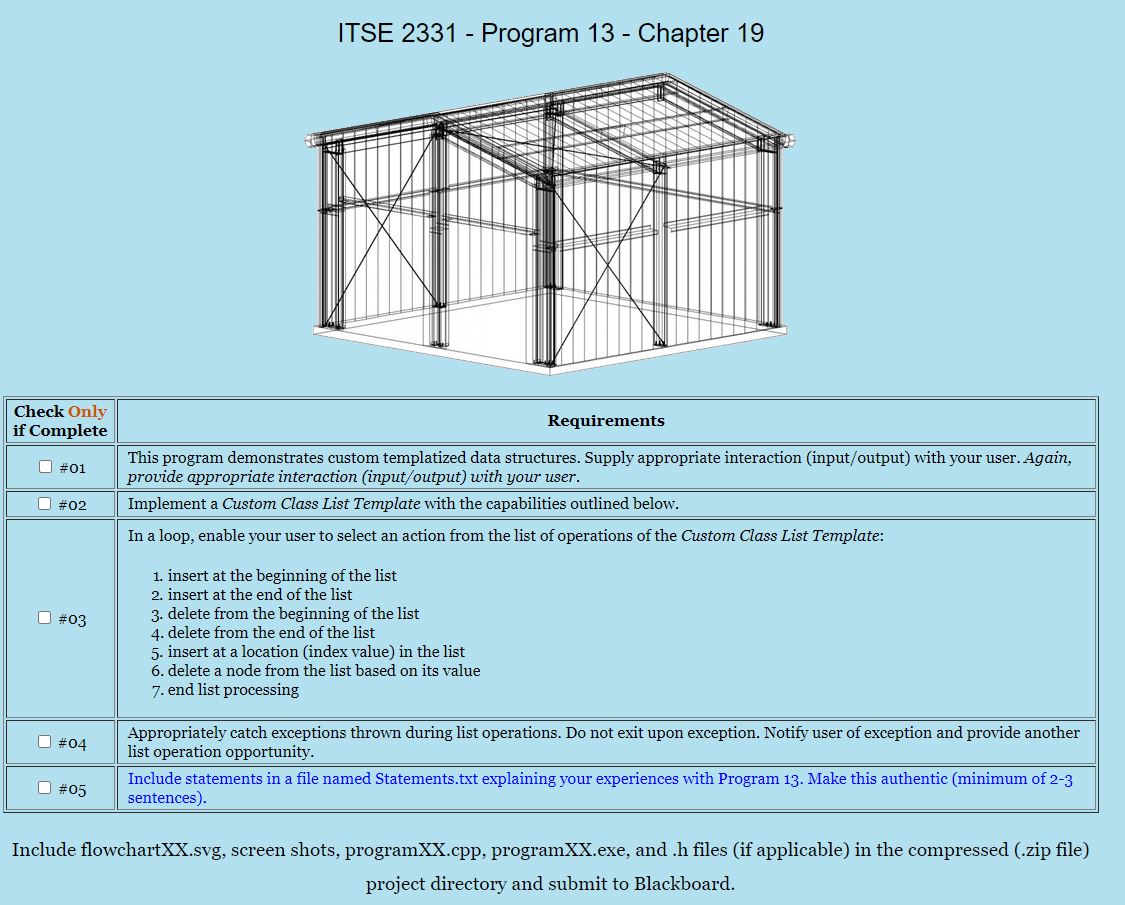 ITSE 2331 - Program 13 - Chapter 19
Check Only
if Complete
Requirements
#01
This program demonstrates custom templatized data structures. Supply appropriate interaction (input/output) with your user. Again,
provide appropriate interaction (input/output) with your user.
#02
Implement a Custom Class List Template with the capabilities outlined below.
#03
In a loop, enable your user to select an action from the list of operations of the Custom Class List Template:
1. insert at the beginning of the list
2. insert at the end of the list
3. delete from the beginning of the list
4. delete from the end of the list
5. insert at a location (index value) in the list
6. delete a node from the list based on its value
7. end list processing
#04
Appropriately catch exceptions thrown during list operations. Do not exit upon exception. Notify user of exception and provide another
list operation opportunity.
#05
Include statements in a file named Statements.txt explaining your experiences with Program 13. Make this authentic (minimum of 2-3
sentences).
Include flowchartXX.svg, screen shots, programXX.cpp, programXX.exe, and .h files (if applicable) in the compressed (.zip file)
project directory and submit to Blackboard.